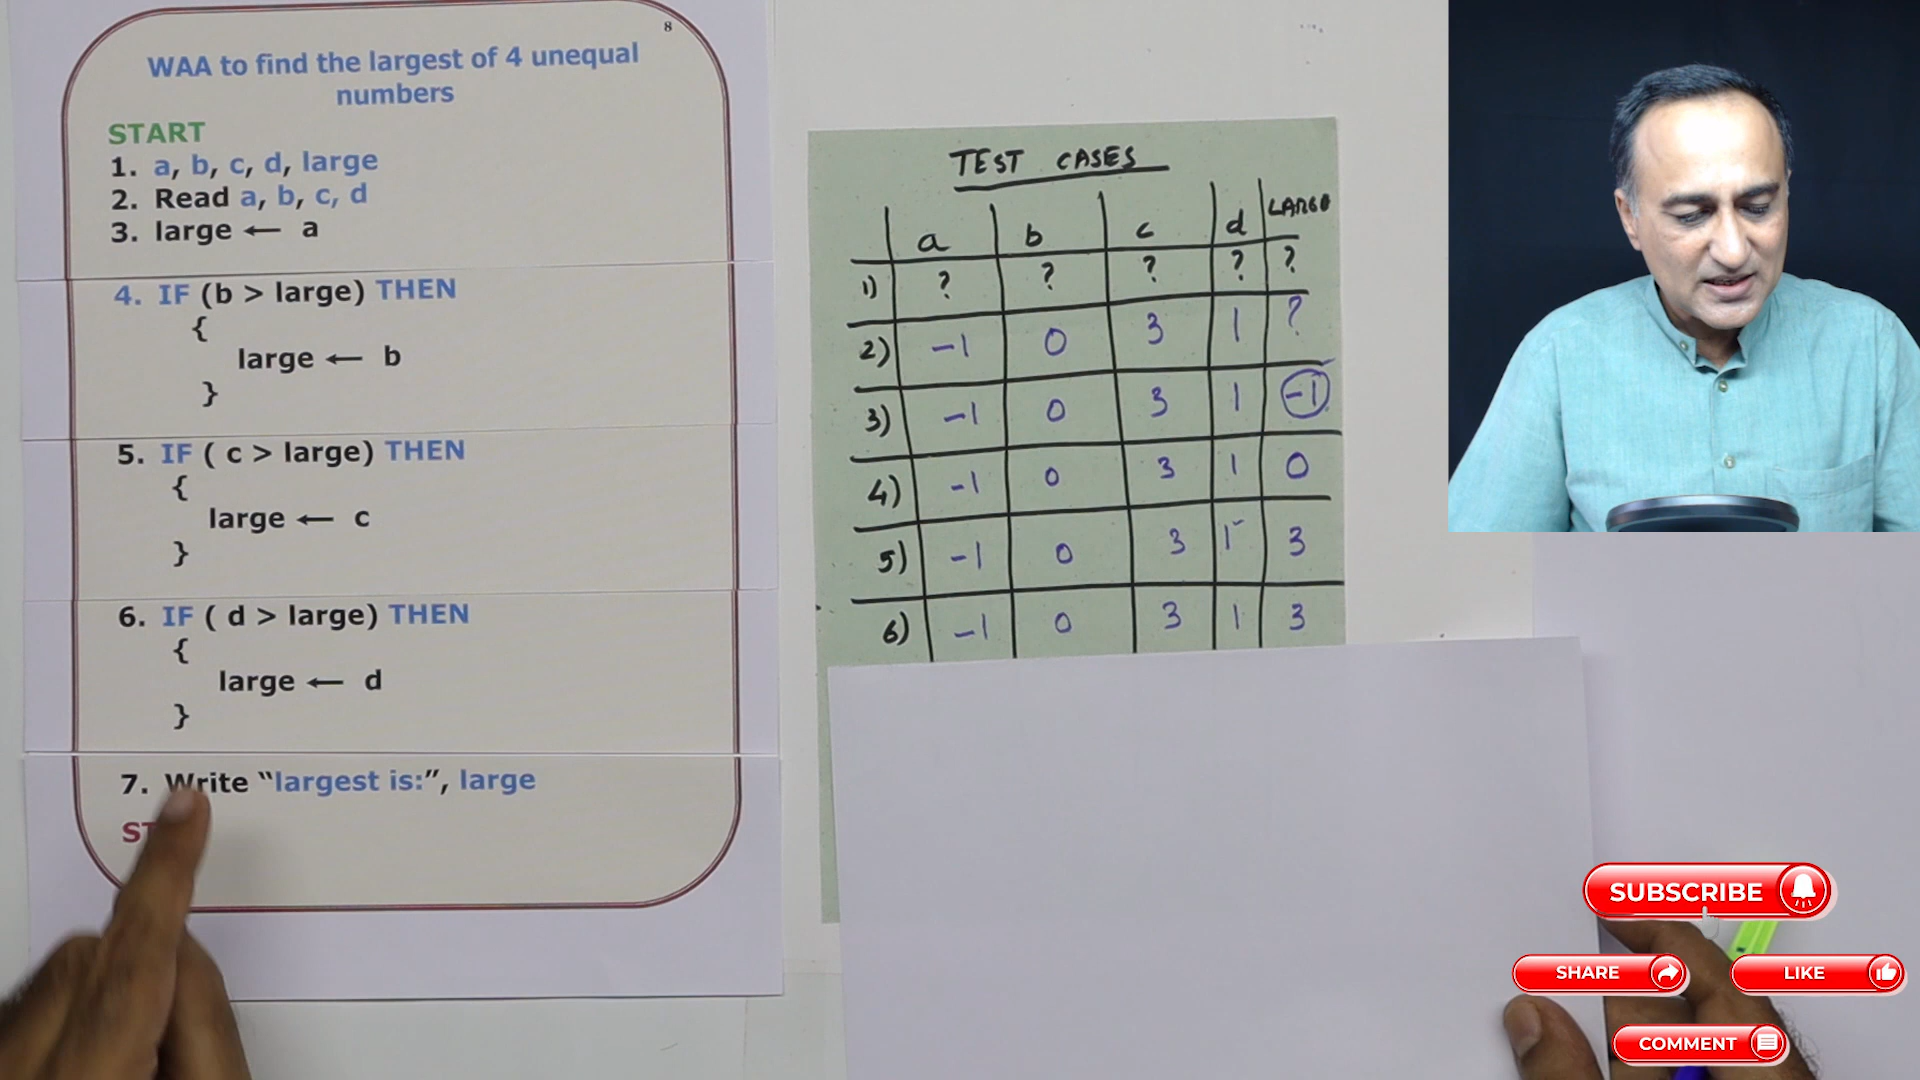 8
WAA to find the largest of 4 unequal
numbers
START
1. a, b, c, d, large
2. Read a, b, c, d
3. large ← a
4. IF (b > large) THEN
{
large ← b
}
5. IF ( c > large) THEN
{
large ← c
}
6. IF ( d > large) THEN
{
large ← d
}
7. Write “largest is:”, large
TEST CASES
a b c d LARGE
1) ? ? ? ? ?
2) -1 0 3 1 ?
3) -1 0 3 1 -1
4) -1 0 3 1 0
5) -1 0 3 1 3
6) -1 0 3 1 3
SUBSCRIBE
SHARE
LIKE
COMMENT